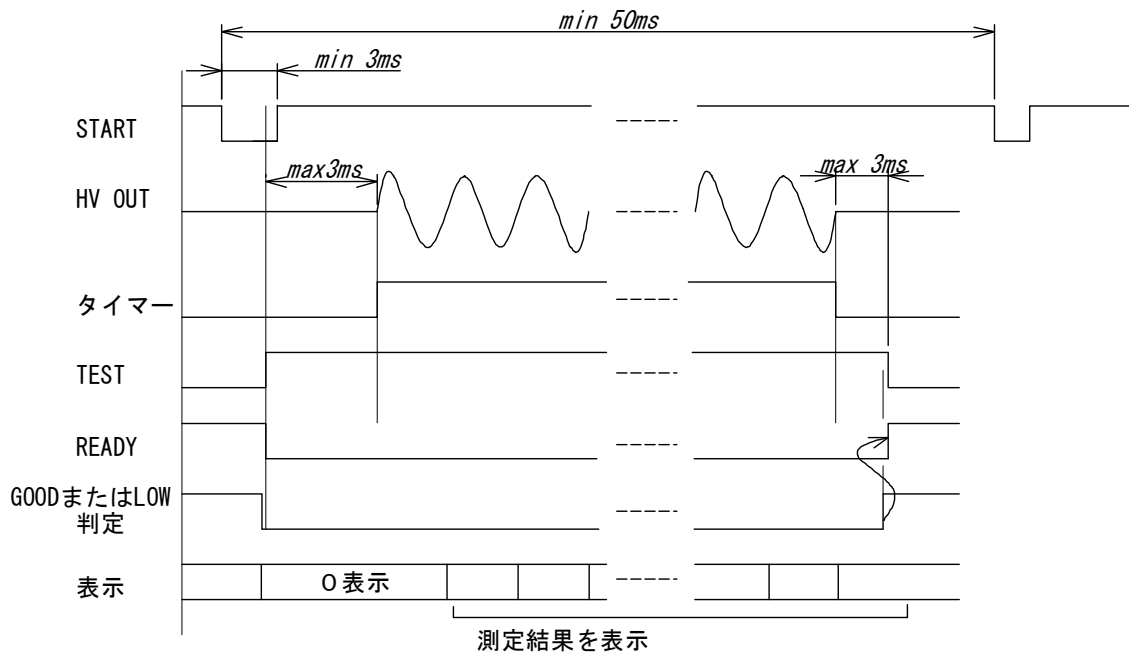 min 50ms
min 3ms
START
max3ms
max 3ms
HV OUT
タイマー
TEST
READY
GOODまたはLOW
判定
表示
0表示
測定結果を表示